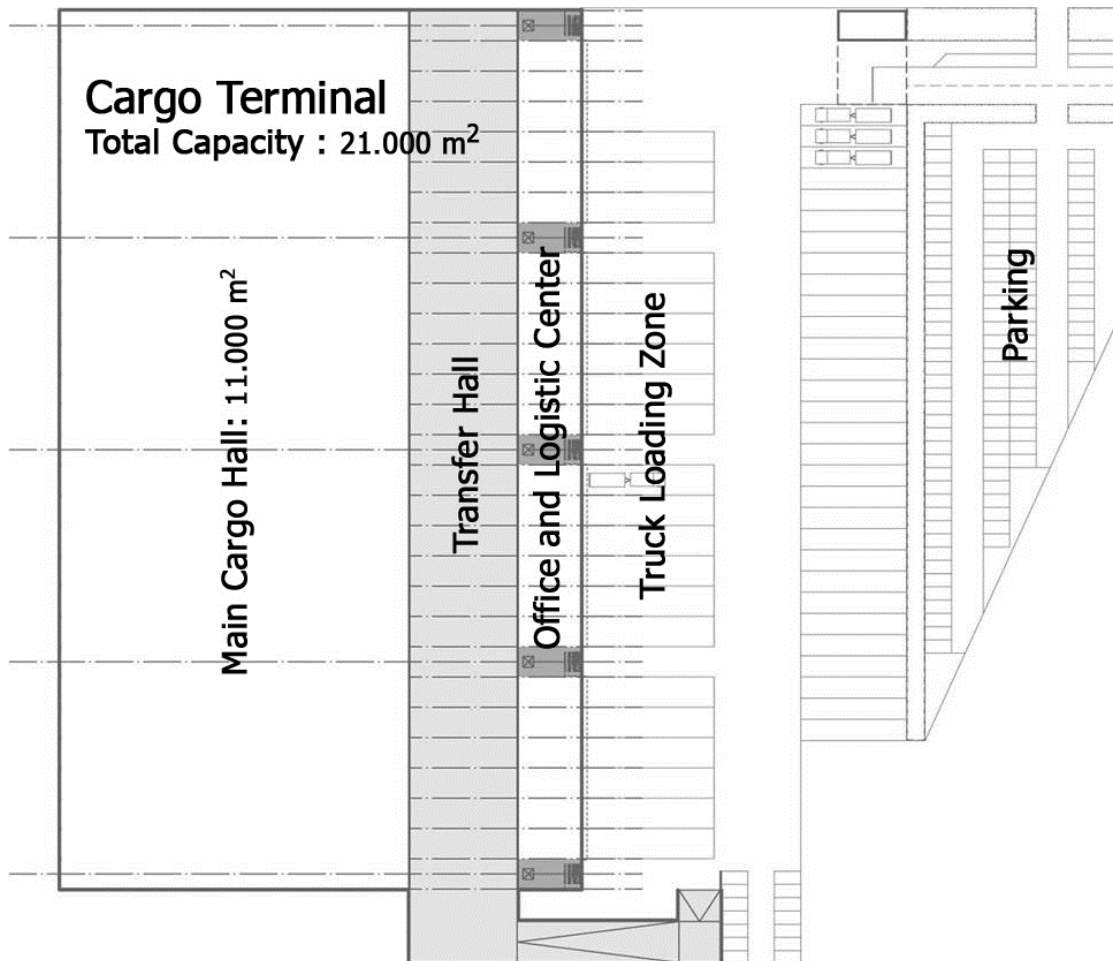 Cargo Terminal
Total Capacity : 21.000 m²
Main Cargo Hall: 11.000 m²
Transfer Hall
Office and Logistic Center
Truck Loading Zone
Parking